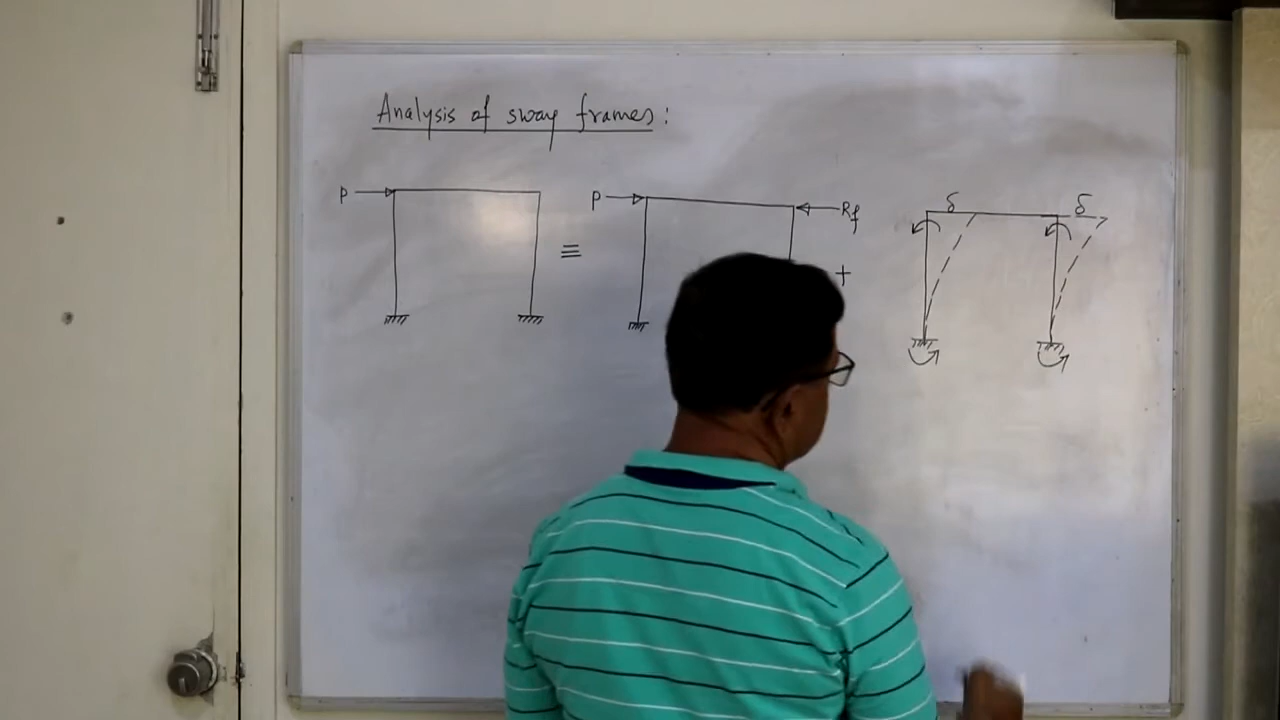 Analysis of sway frames:
P
≡
P
Rf
+
δ
δ